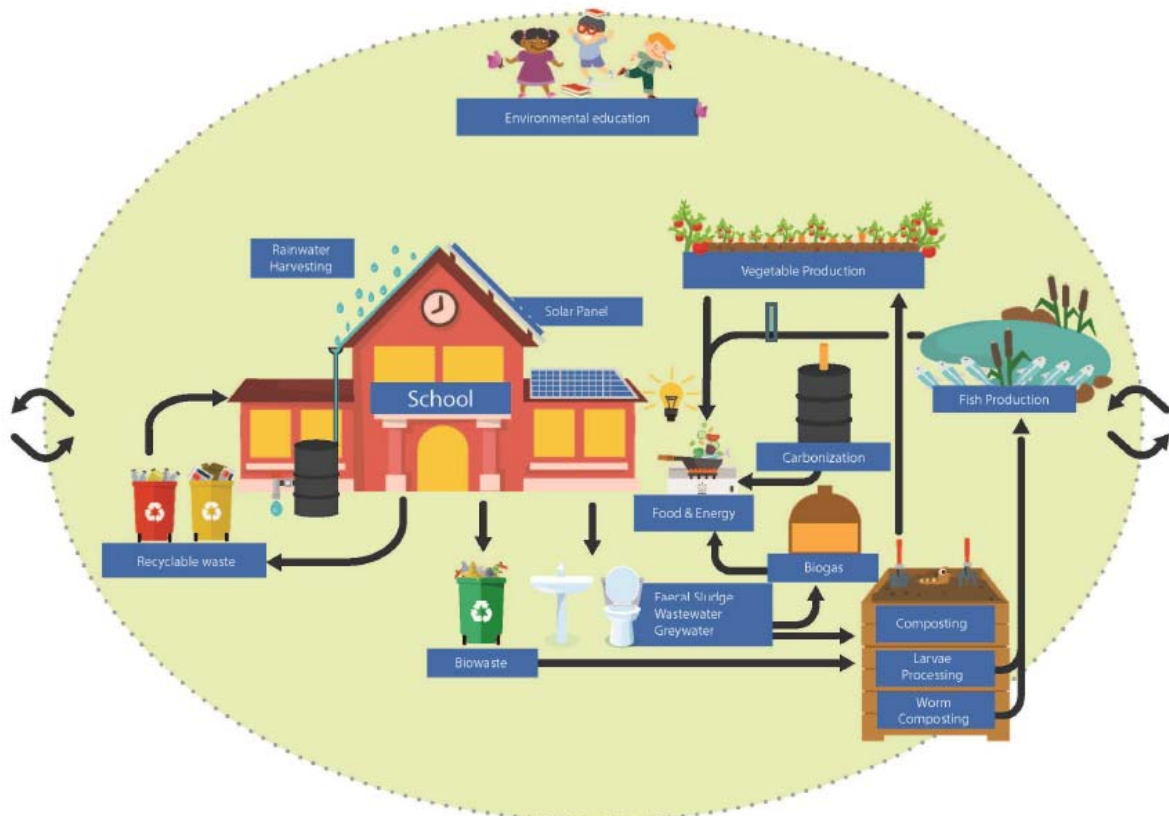 Environmental education
Rainwater
Harvesting
Solar Panel
Vegetable Production
School
Fish Production
Carbonization
Food & Energy
Recyclable waste
Biogas
Faecal Sludge
Wastewater
Greywater
Composting
Biowaste
Larvae
Processing
Worm
Composting